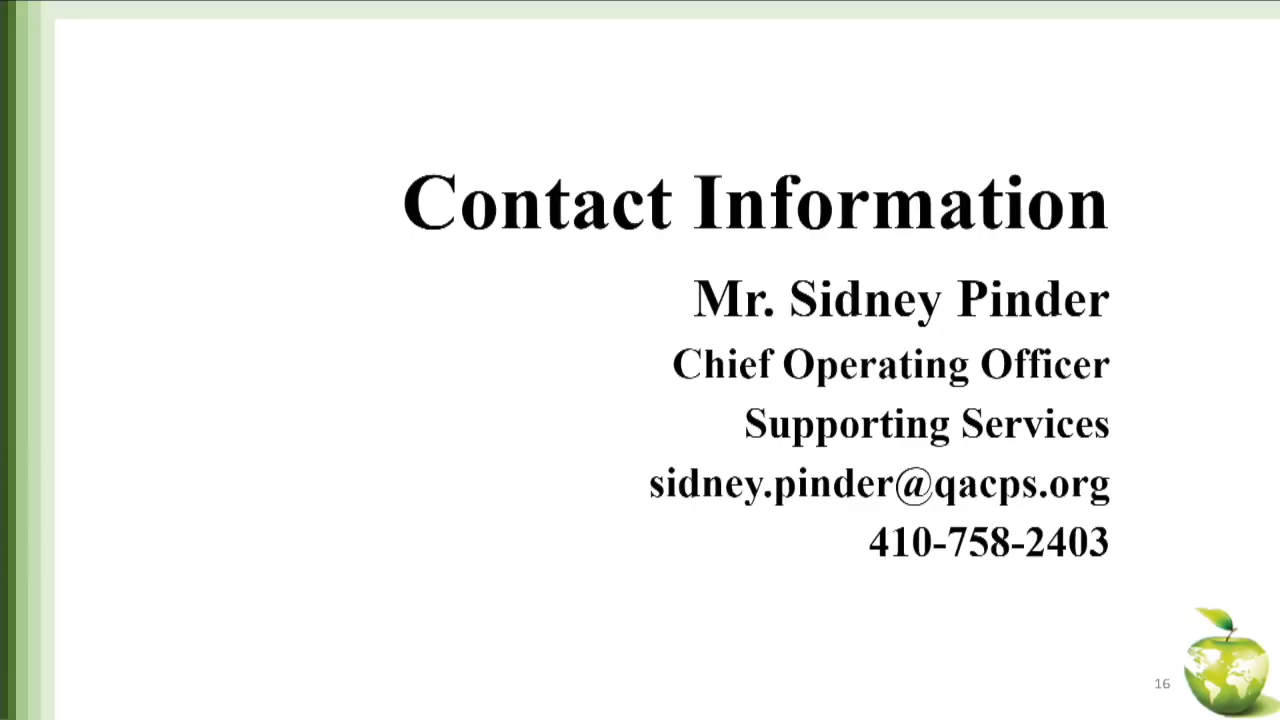 Contact Information
Mr. Sidney Pinder
Chief Operating Officer
Supporting Services
sidney.pinder@qacps.org
410-758-2403
16